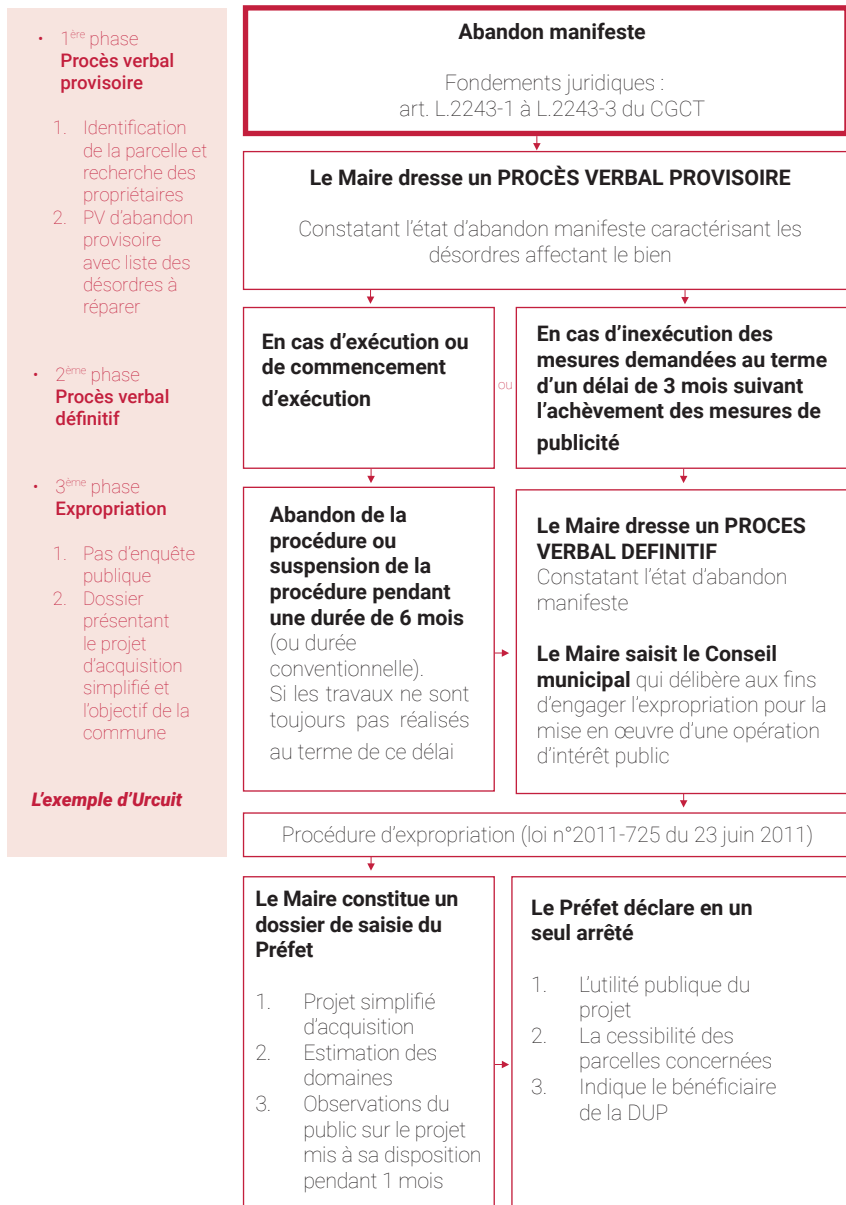 • 1ère phase
Procès verbal
provisoire
1. Identification
de la parcelle et
recherche des
propriétaires
2. PV d'abandon
provisoire
avec liste des
désordres à
réparer
• 2ème phase
Procès verbal
définitif
• 3ème phase
Expropriation
1. Pas d'enquête
publique
2. Dossier
présentant
le projet
d'acquisition
simplifié et
l'objectif de la
commune
L'exemple d'Urcuit
Abandon manifeste
Fondements juridiques :
art. L.2243-1 à L.2243-3 du CGCT
Le Maire dresse un PROCÈS VERBAL PROVISOIRE
Constatant l'état d'abandon manifeste caractérisant les
désordres affectant le bien
En cas d'exécution ou
de commencement
d'exécution
ou
En cas d'inexécution des
mesures demandées au terme
d'un délai de 3 mois suivant
l'achèvement des mesures de
publicité
Abandon de la
procédure ou
suspension de la
procédure pendant
une durée de 6 mois
(ou durée
conventionnelle).
Si les travaux ne sont
toujours pas réalisés
au terme de ce délai
Le Maire dresse un PROCES
VERBAL DEFINITIF
Constatant l'état d'abandon
manifeste
Le Maire saisit le Conseil
municipal qui délibère aux fins
d'engager l'expropriation pour la
mise en œuvre d'une opération
d'intérêt public
Procédure d'expropriation (loi n°2011-725 du 23 juin 2011)
Le Maire constitue un
dossier de saisie du
Préfet
1. Projet simplifié
d'acquisition
2. Estimation des
domaines
3. Observations du
public sur le projet
mis à sa disposition
pendant 1 mois
Le Préfet déclare en un
seul arrêté
1. L'utilité publique du
projet
2. La cessibilité des
parcelles concernées
3. Indique le bénéficiaire
de la DUP